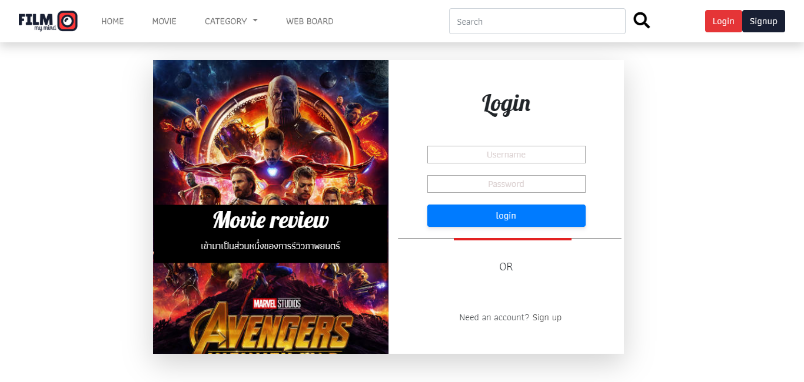 FILM
my mind
HOME
MOVIE
CATEGORY
WEB BOARD
Search
Login
Signup
Movie review
เข้ามาเป็นส่วนหนึ่งของการรีวิวภาพยนตร์
MARVEL STUDIOS
AVENGERS
Login
Username
Password
login
OR
Need an account? Sign up